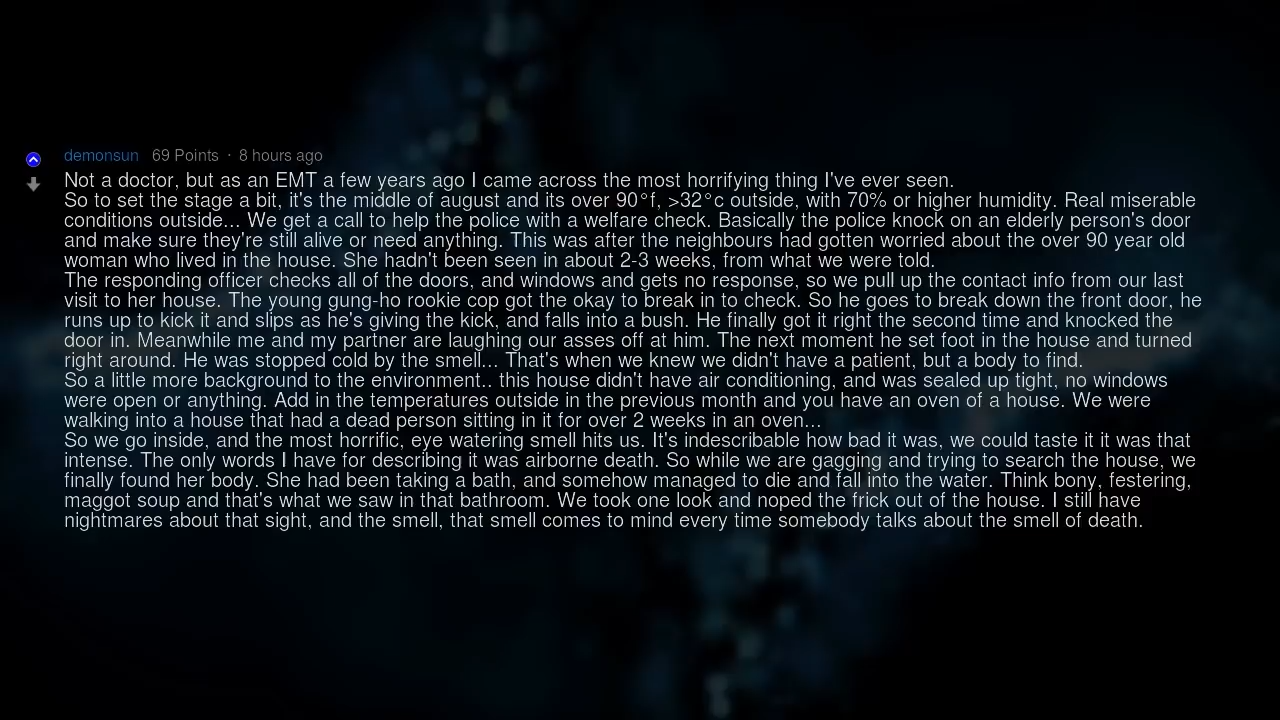 demonsun 69 Points · 8 hours ago
Not a doctor, but as an EMT a few years ago I came across the most horrifying thing I've ever seen.
So to set the stage a bit, it's the middle of august and its over 90°f, >32°c outside, with 70% or higher humidity. Real miserable
conditions outside... We get a call to help the police with a welfare check. Basically the police knock on an elderly person's door
and make sure they're still alive or need anything. This was after the neighbours had gotten worried about the over 90 year old
woman who lived in the house. She hadn't been seen in about 2-3 weeks, from what we were told.
The responding officer checks all of the doors, and windows and gets no response, so we pull up the contact info from our last
visit to her house. The young gung-ho rookie cop got the okay to break in to check. So he goes to break down the front door, he
runs up to kick it and slips as he's giving the kick, and falls into a bush. He finally got it right the second time and knocked the
door in. Meanwhile me and my partner are laughing our asses off at him. The next moment he set foot in the house and turned
right around. He was stopped cold by the smell... That's when we knew we didn't have a patient, but a body to find.
So a little more background to the environment.. this house didn't have air conditioning, and was sealed up tight, no windows
were open or anything. Add in the temperatures outside in the previous month and you have an oven of a house. We were
walking into a house that had a dead person sitting in it for over 2 weeks in an oven...
So we go inside, and the most horrific, eye watering smell hits us. It's indescribable how bad it was, we could taste it it was that
intense. The only words I have for describing it was airborne death. So while we are gagging and trying to search the house, we
finally found her body. She had been taking a bath, and somehow managed to die and fall into the water. Think bony, festering,
maggot soup and that's what we saw in that bathroom. We took one look and noped the frick out of the house. I still have
nightmares about that sight, and the smell, that smell comes to mind every time somebody talks about the smell of death.